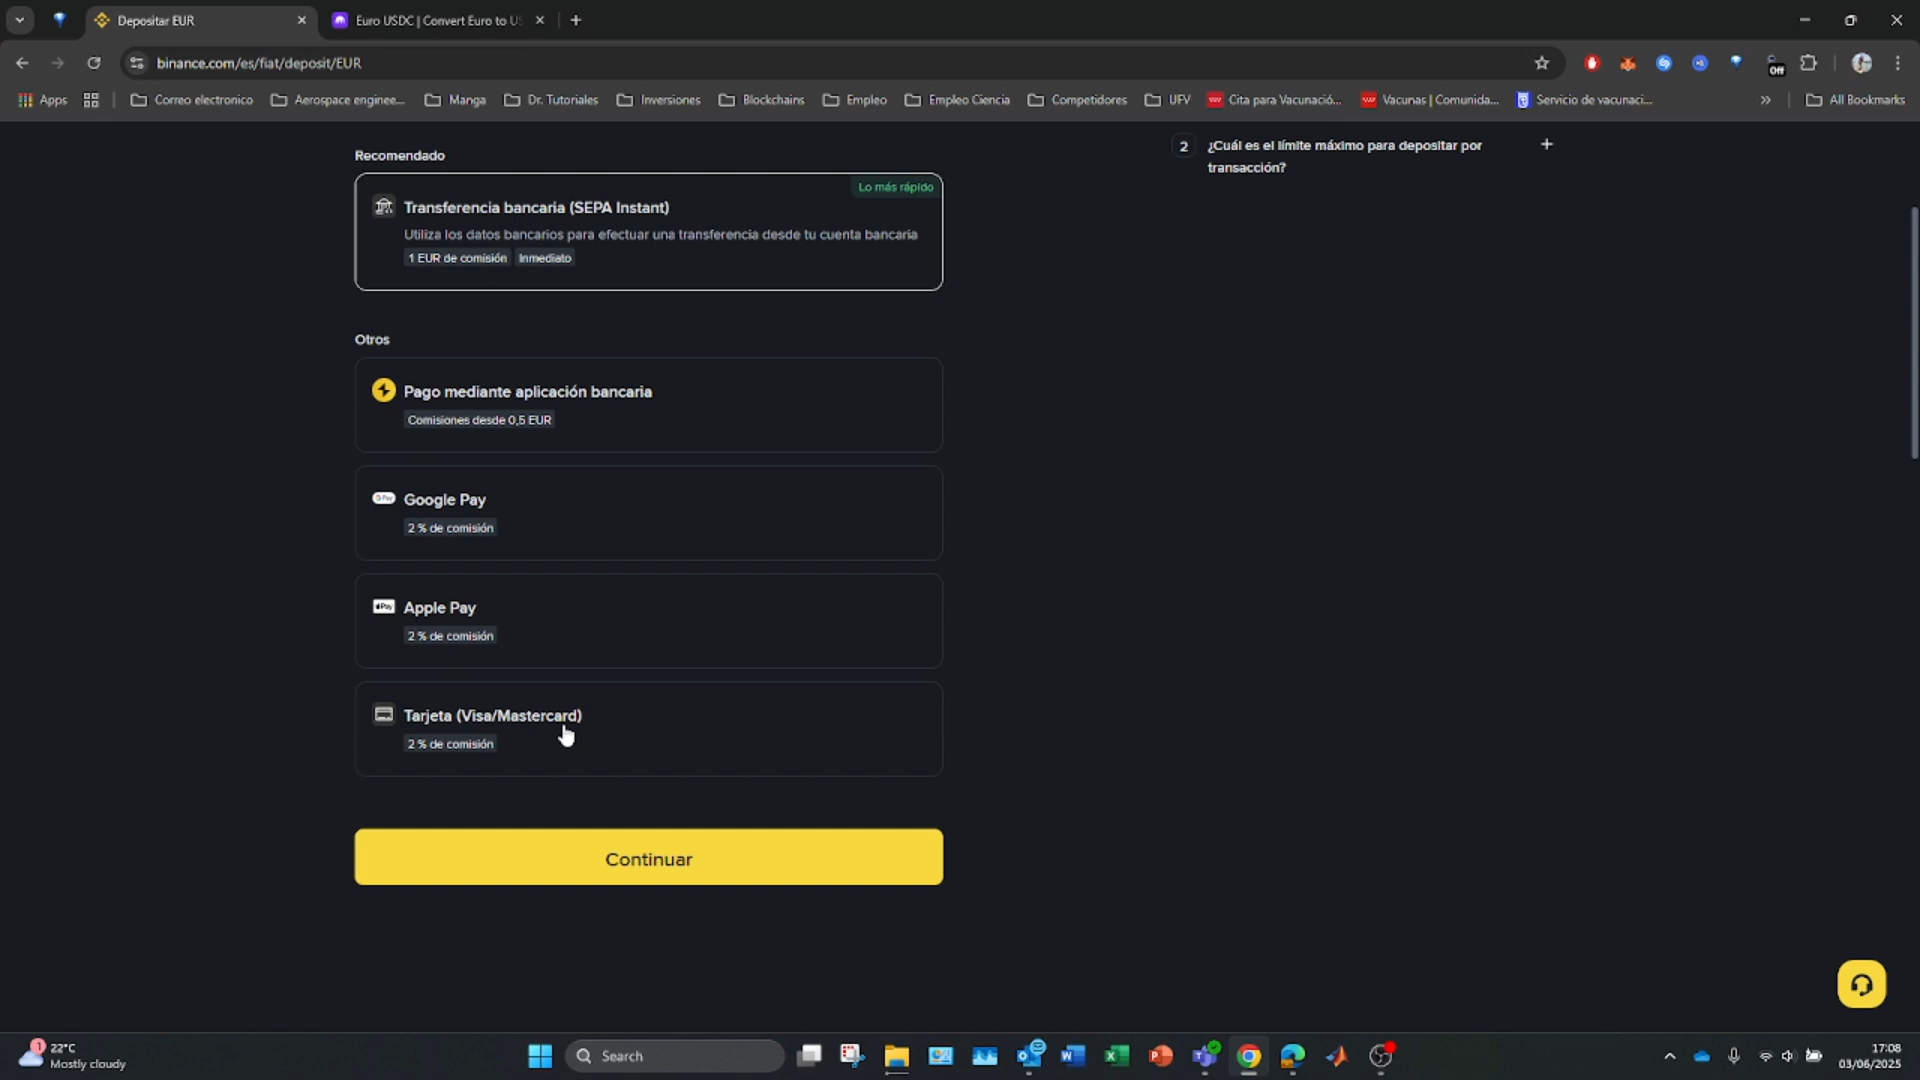 Depositar EUR
Euro USDC | Convert Euro to US
binance.com/es/fiat/deposit/EUR
Off
Apps
Correo electronico
Aerospace enginee...
Manga
Dr. Tutoriales
Inversiones
Blockchains
Empleo
Empleo Ciencia
Competidores
UFV
Cita para Vacunació...
Vacunas | Comunida...
Servicio de vacunaci...
All Bookmarks
Recomendado
Lo más rápido
Transferencia bancaria (SEPA Instant)
Utiliza los datos bancarios para efectuar una transferencia desde tu cuenta bancaria
1 EUR de comisión Inmediato
2 ¿Cuál es el límite máximo para depositar por
transacción?
Otros
Pago mediante aplicación bancaria
Comisiones desde 0,5 EUR
G Pay Google Pay
2 % de comisión
Pay Apple Pay
2 % de comisión
Tarjeta (Visa/Mastercard)
2 % de comisión
Continuar
1
22°C
Mostly cloudy
Search
17:08
03/06/2025